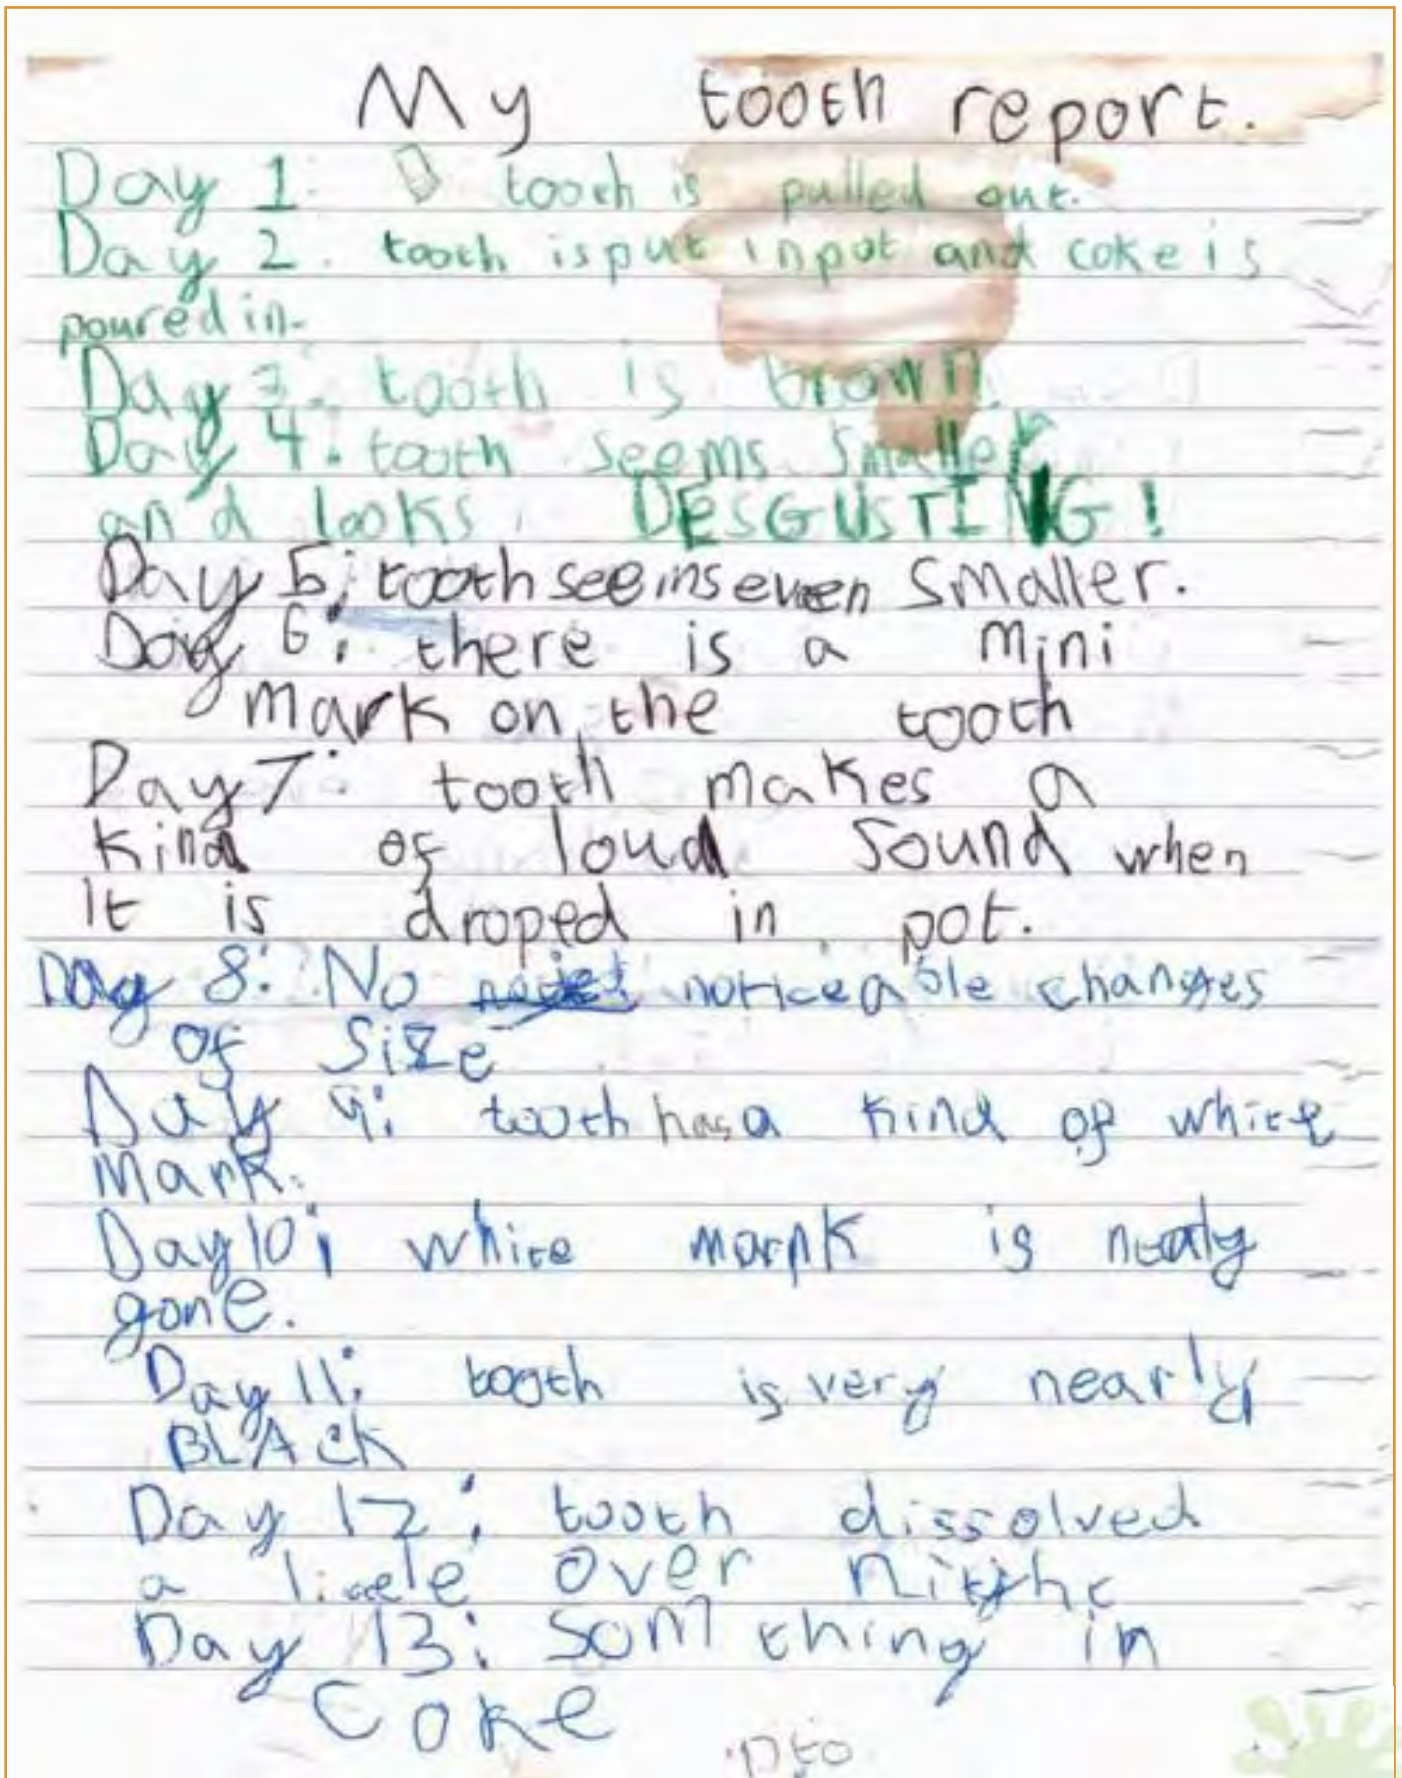 My tooth report.
Day 1: tooth is pulled out.
Day 2. tooth is put in pot and coke is
poured in.
Day 3: tooth is brown
Day 4: tooth seems smaller
and looks DESGUSTING!
Day 5: tooth seems even smaller.
Day 6: there is a mini
mark on the tooth
Day 7: tooth makes a
kind of loud sound when
it is droped in pot.
Day 8: No noticeable changes
of size
Day 9: tooth has a kind of white
mark.
Day 10: white mark is nealy
gone.
Day 11: tooth is very nearly
BLACK
Day 12: tooth dissolved
a little over
Day 13: som thing in
coke
pto